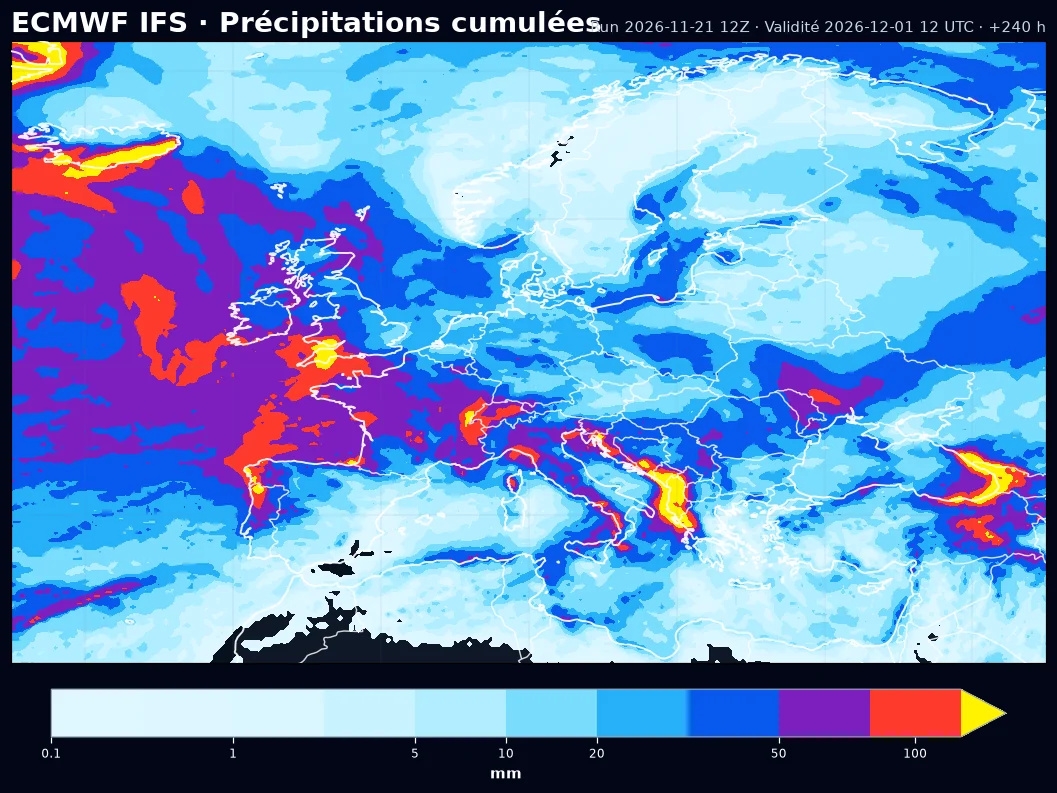 ECMWF IFS · Précipitations cumulées
Run 2026-11-21 12Z · Validité 2026-12-01 12 UTC · +240 h
0.1 1 5 10 20 50 100
mm